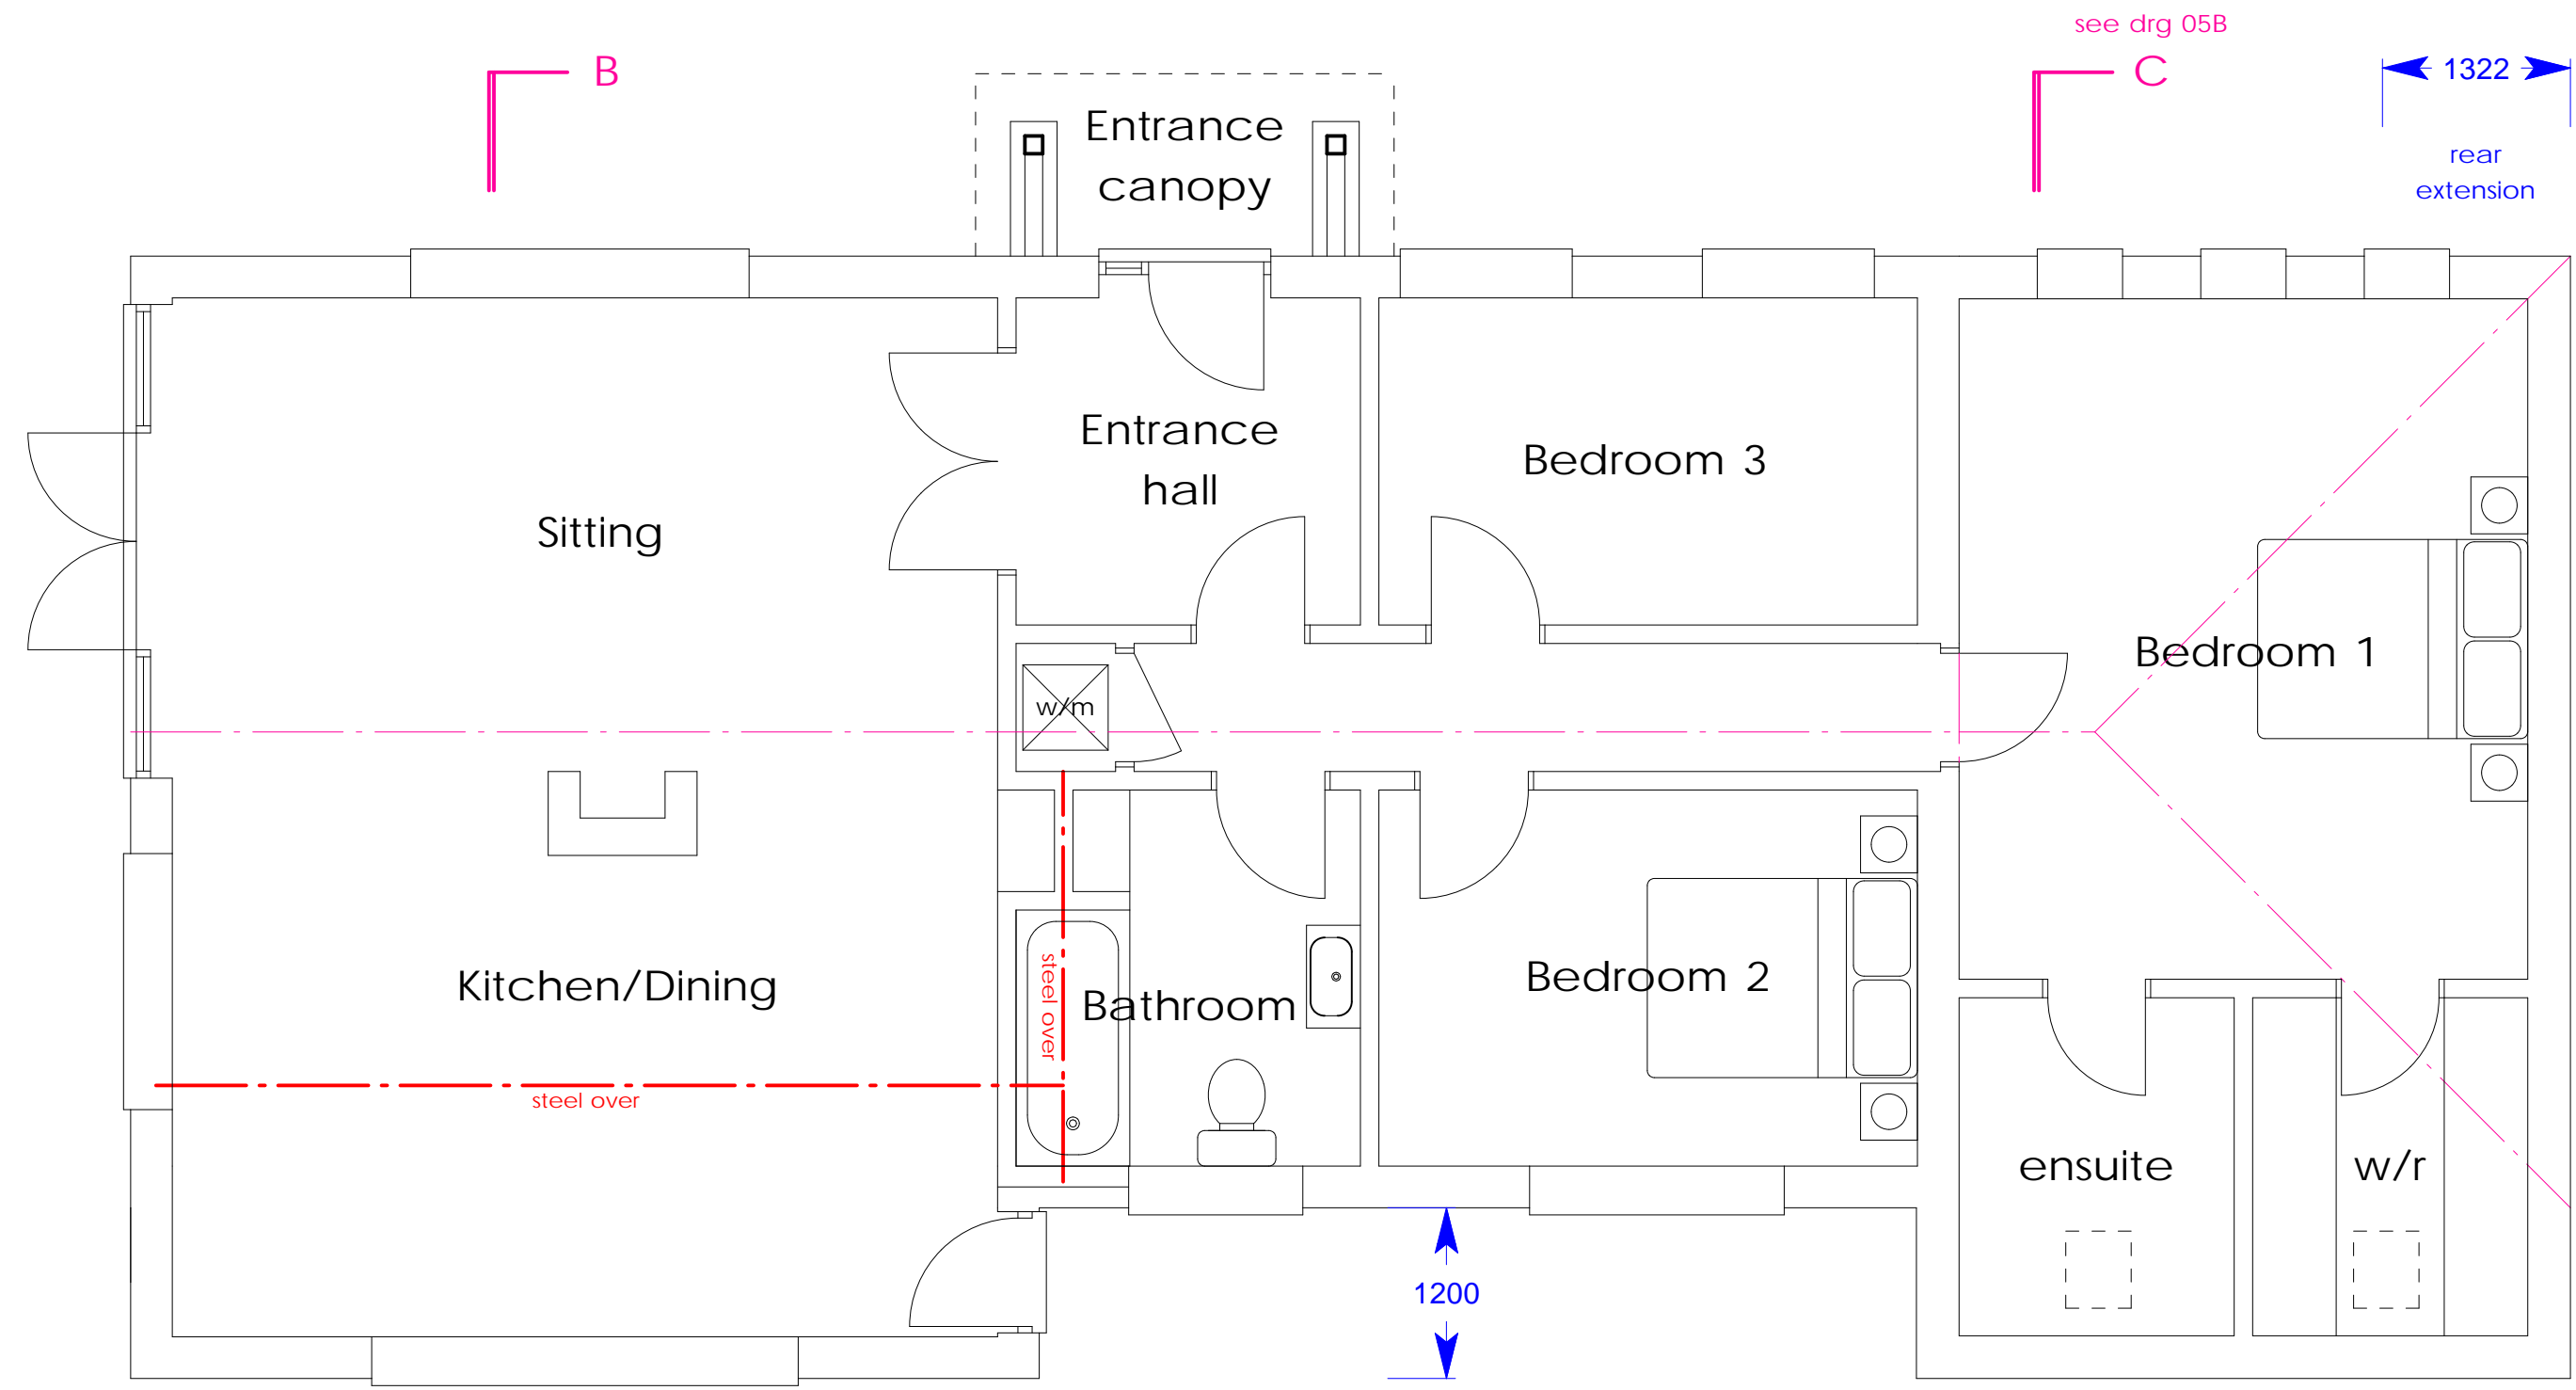 see drg 05B
B
C
1322
rear
extension
Entrance
canopy
Entrance
hall
Bedroom 3
Sitting
Bedroom 1
w/m
Kitchen/Dining
steel over
Bathroom
Bedroom 2
steel over
ensuite
w/r
1200